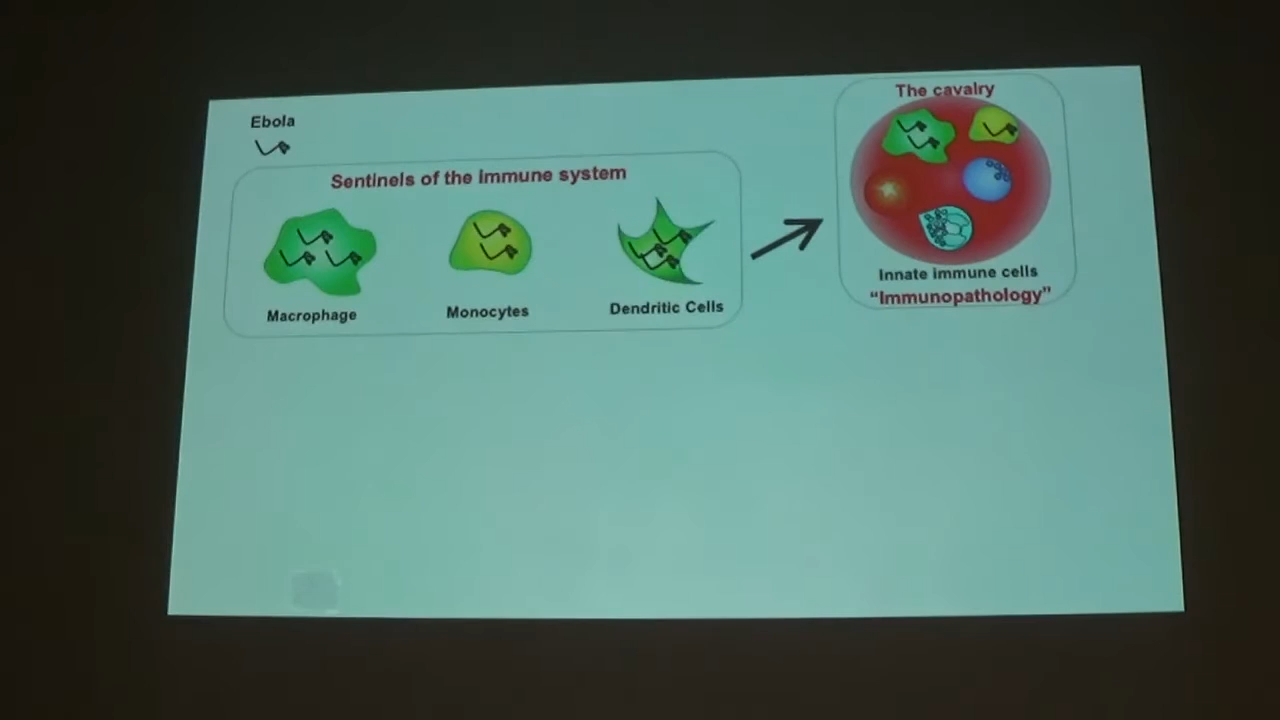 Ebola
Sentinels of the immune system
Macrophage
Monocytes
Dendritic Cells
The cavalry
Innate immune cells
“Immunopathology”